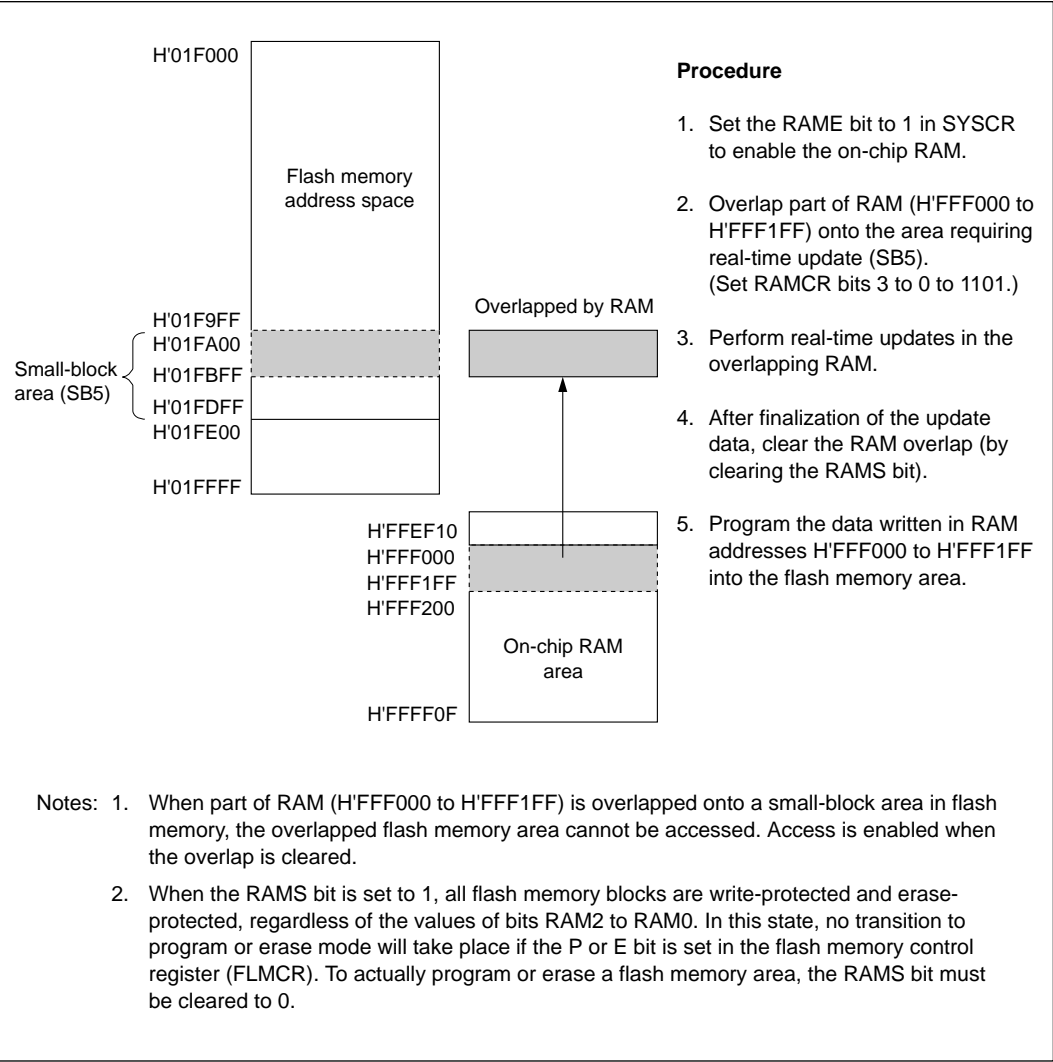 H'01F000
Flash memory
address space
H'01F9FF
H'01FA00
H'01FBFF
H'01FDFF
H'01FE00
H'01FFFF
Small-block
area (SB5)
Overlapped by RAM
H'FFEF10
H'FFF000
H'FFF1FF
H'FFF200
On-chip RAM
area
H'FFFF0F
Procedure
1. Set the RAME bit to 1 in SYSCR
to enable the on-chip RAM.
2. Overlap part of RAM (H'FFF000 to
H'FFF1FF) onto the area requiring
real-time update (SB5).
(Set RAMCR bits 3 to 0 to 1101.)
3. Perform real-time updates in the
overlapping RAM.
4. After finalization of the update
data, clear the RAM overlap (by
clearing the RAMS bit).
5. Program the data written in RAM
addresses H'FFF000 to H'FFF1FF
into the flash memory area.
Notes: 1. When part of RAM (H'FFF000 to H'FFF1FF) is overlapped onto a small-block area in flash
memory, the overlapped flash memory area cannot be accessed. Access is enabled when
the overlap is cleared.
2. When the RAMS bit is set to 1, all flash memory blocks are write-protected and erase-
protected, regardless of the values of bits RAM2 to RAM0. In this state, no transition to
program or erase mode will take place if the P or E bit is set in the flash memory control
register (FLMCR). To actually program or erase a flash memory area, the RAMS bit must
be cleared to 0.